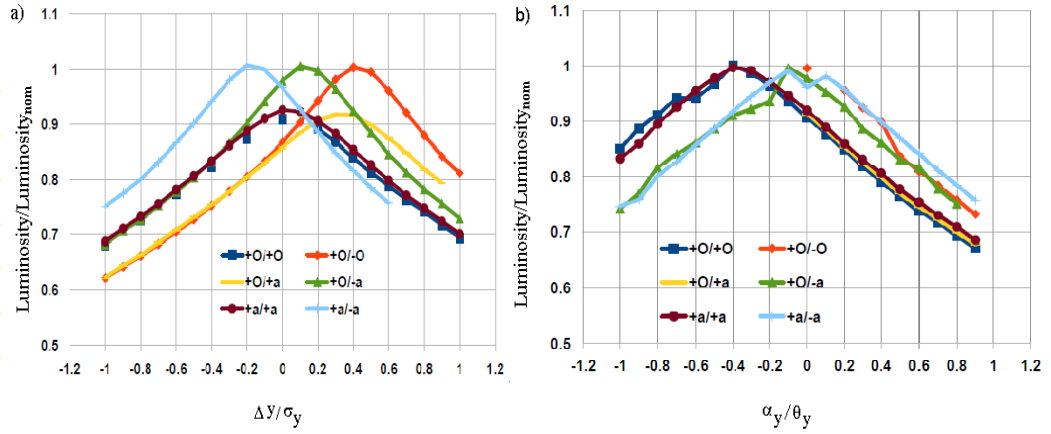 a)
Luminosity/Lumiinosity_nom
1.1
1
0.9
0.8
0.7
0.6
0.5
+O/+O
+O/-O
+O/+a
+O/-a
+a/+a
+a/-a
-1.2 -1 -0.8 -0.6 -0.4 -0.2 0 0.2 0.4 0.6 0.8 1 1.2
Δy/σ_y
b)
Luminosity/Luminosity_nom
1.1
1
0.9
0.8
0.7
0.6
0.5
+O/+O
+O/-O
+O/+a
+O/-a
+a/+a
+a/-a
-1.2 -1 -0.8 -0.6 -0.4 -0.2 0 0.2 0.4 0.6 0.8 1 1.2
α_y/θ_y